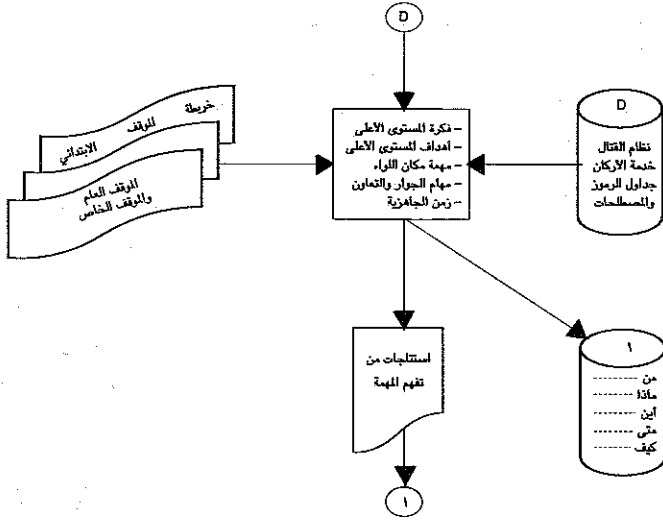 D
خريطة الموقف الابتدائي
الموقف العام
والموقف الخاص
– فكرة المستوى الأعلى
– أهداف المستوى الأعلى
– مهمة مكان اللواء
– مهام الجوار والتعاون
– زمن الجاهزية
D
نظام القتال
خدمة الأركان
جداول الرموز
والمصطلحات
استنتاجات من
تفهم المهمة
١
من
ماذا
أين
متى
كيف
١